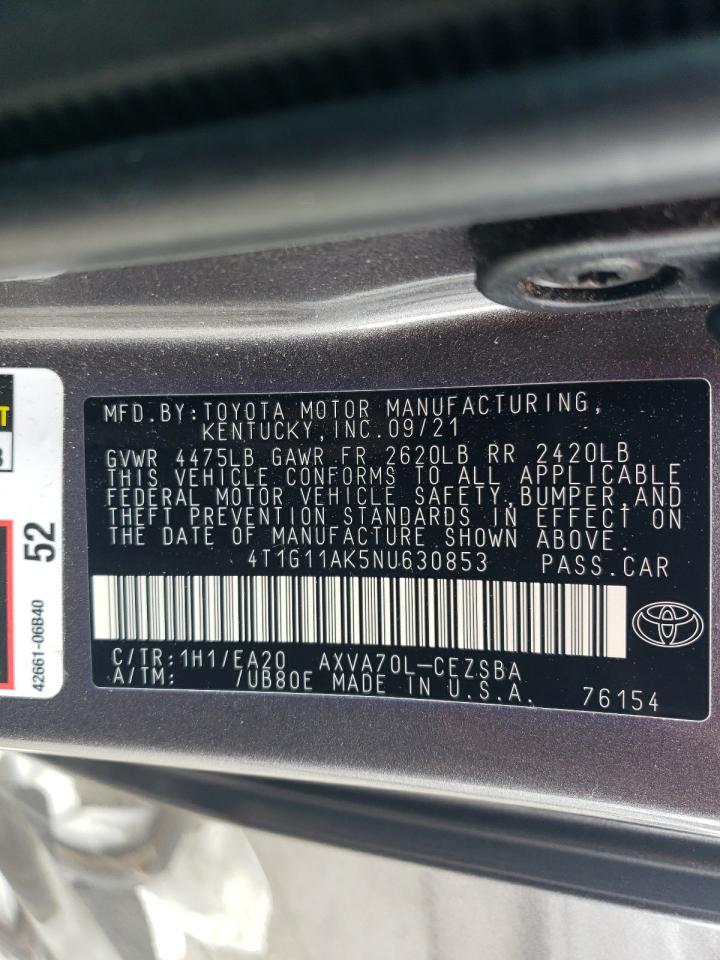 MFD.BY: TOYOTA MOTOR MANUFACTURING,
KENTUCKY, INC. 09/21
GVWR 4475LB GAWR FR 2620LB RR 2420LB
THIS VEHICLE CONFORMS TO ALL APPLICABLE
FEDERAL MOTOR VEHICLE SAFETY, BUMPER, AND
THEFT PREVENTION STANDARDS IN EFFECT ON
THE DATE OF MANUFACTURE SHOWN ABOVE.
4T1G11AK5NU630853 PASS.CAR
C/TR: 1H1/EA20 AXVA70L-CEZSBA
A/TM: 7UB80E MADE IN U.S.A. 76154
52
42661-06B40